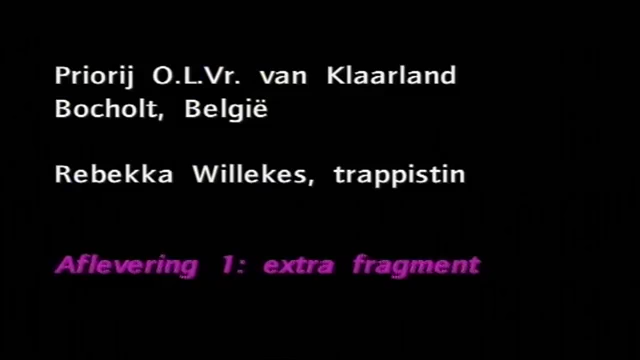 Priorij O.L.Vr. van Klaarland
Bocholt, België
Rebekka Willekes, trappistin
Aflevering 1: extra fragment